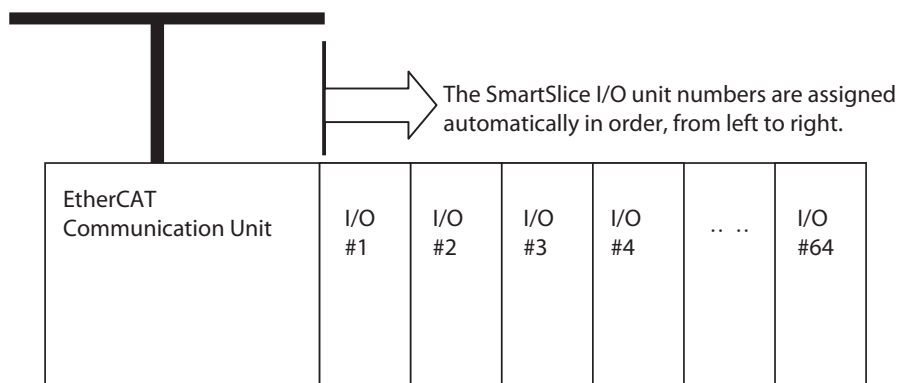 The SmartSlice I/O unit numbers are assigned
automatically in order, from left to right.
EtherCAT
Communication Unit
I/O
#1
I/O
#2
I/O
#3
I/O
#4
.. ..
I/O
#64